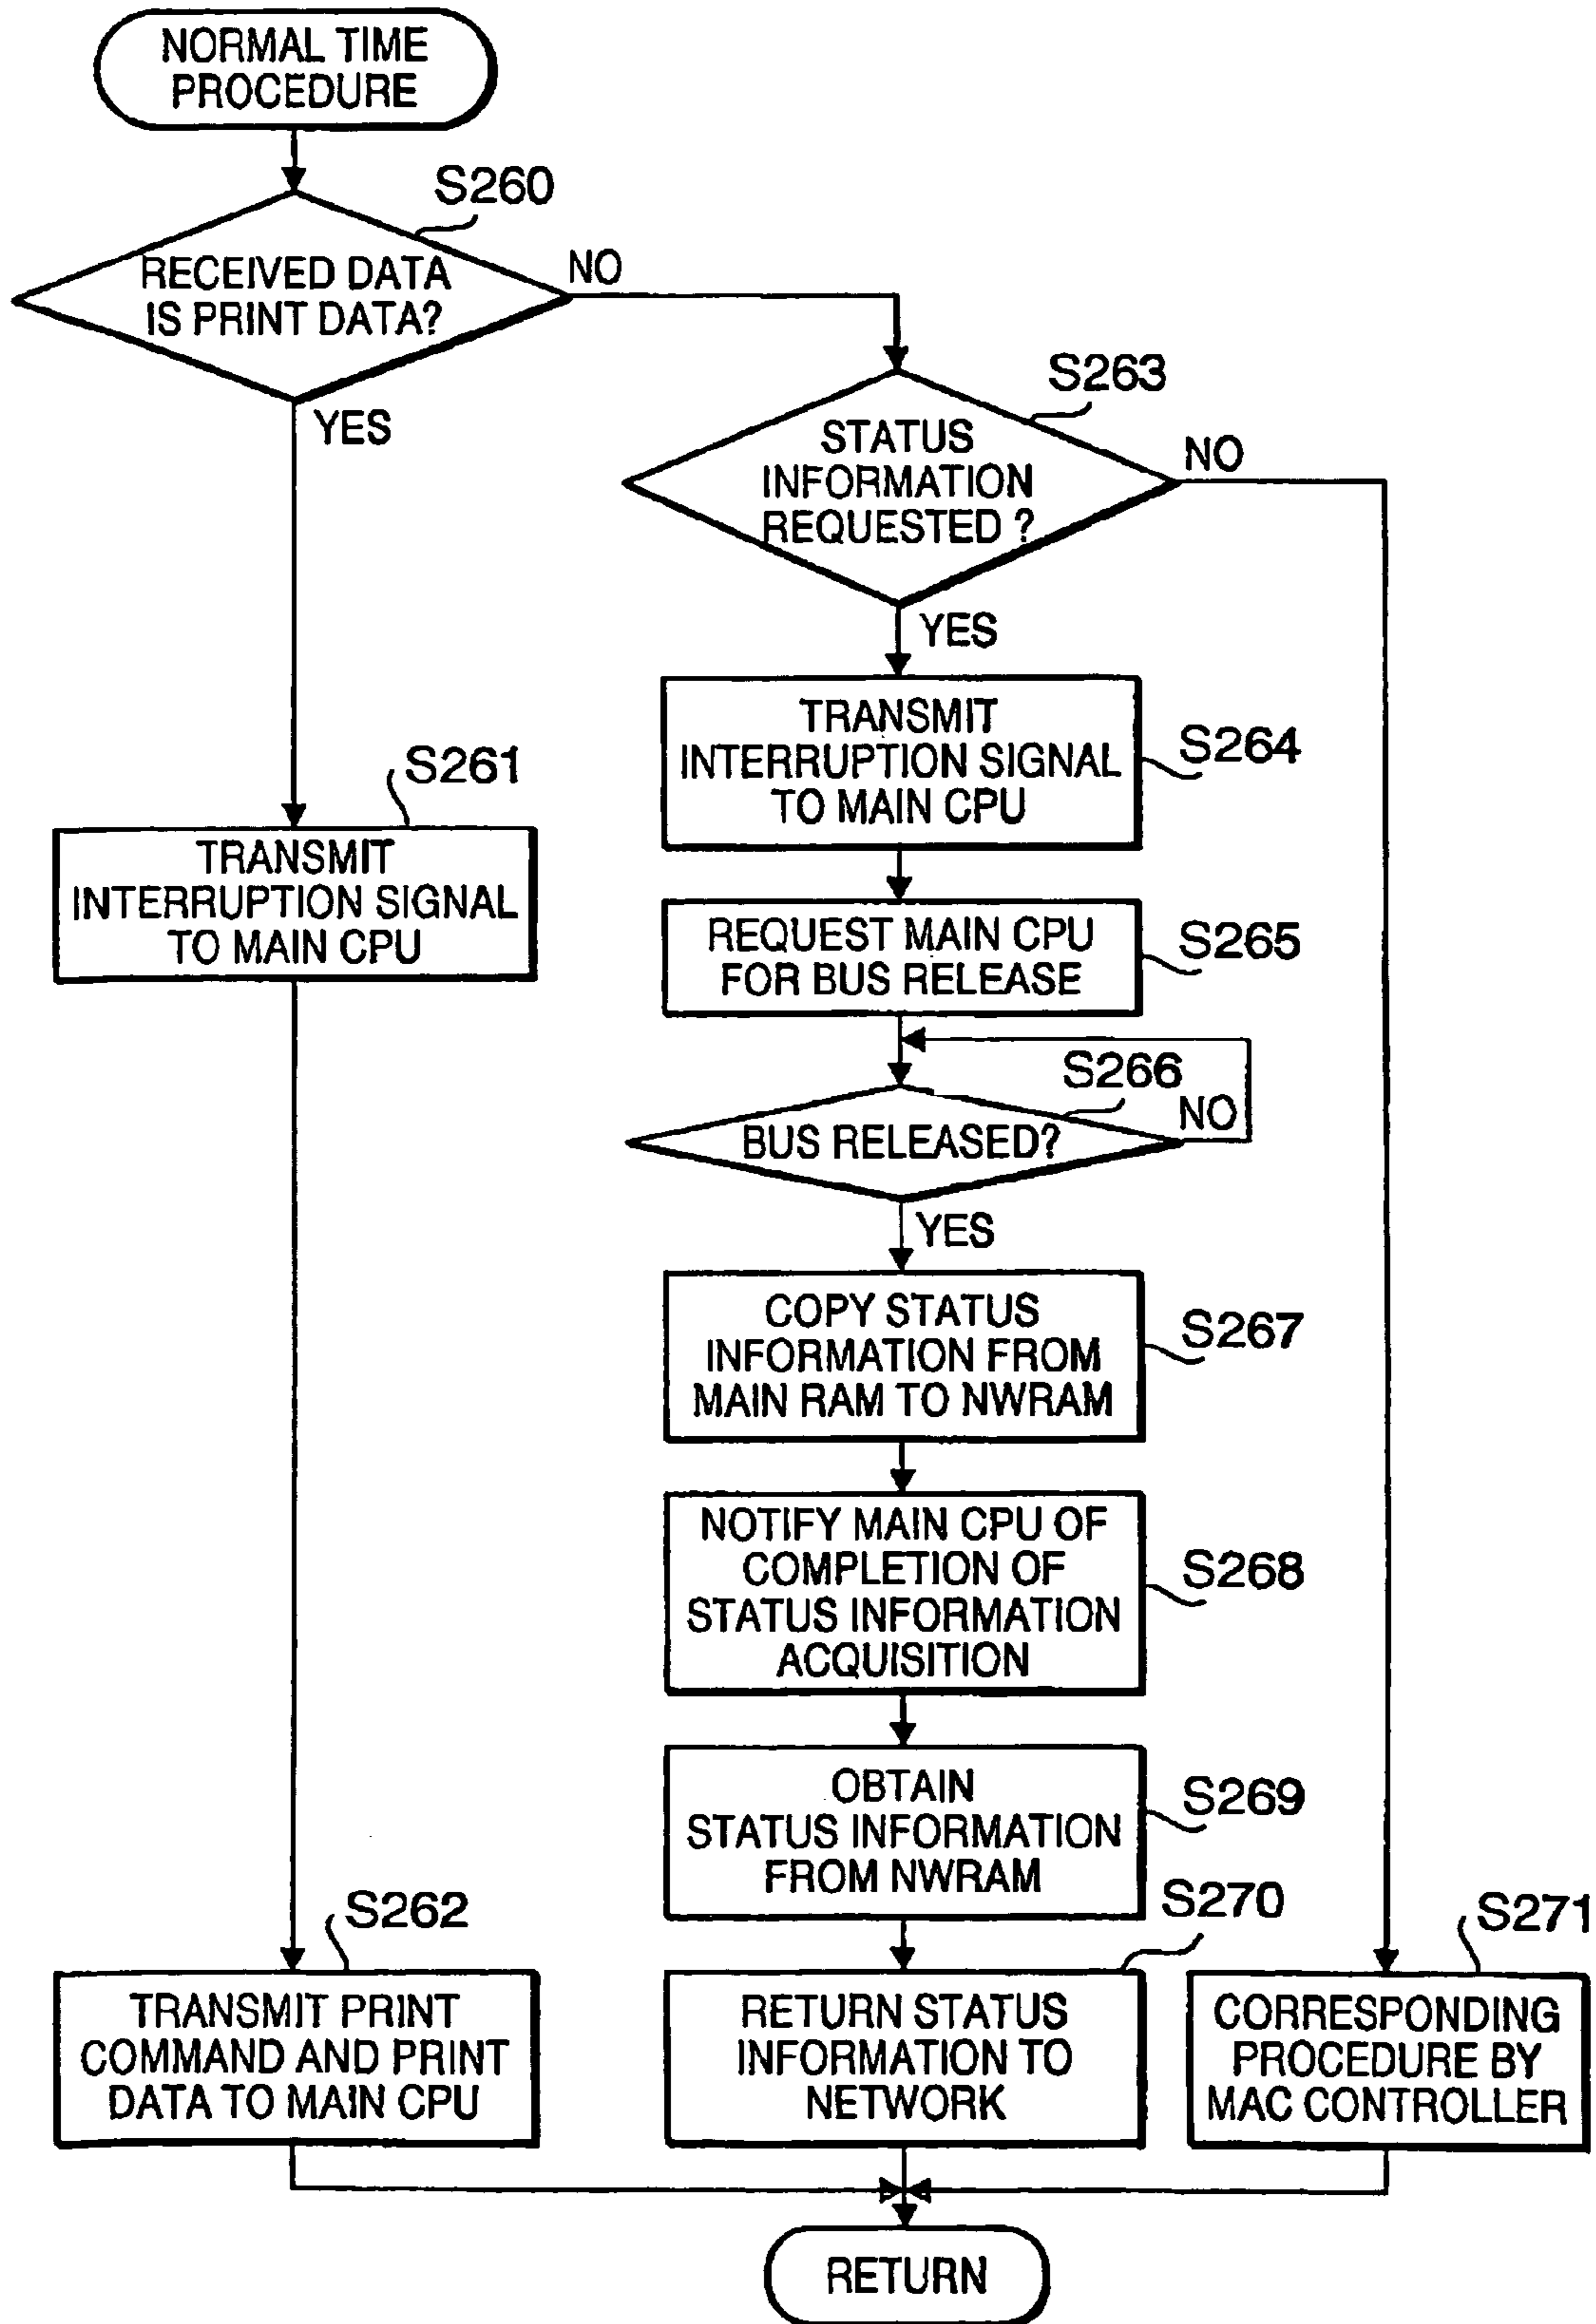 NORMAL TIME
PROCEDURE
S260
RECEIVED DATA
IS PRINT DATA?
NO
YES
S263
STATUS
INFORMATION
REQUESTED ?
NO
YES
S261
TRANSMIT
INTERRUPTION SIGNAL
TO MAIN CPU
S264
TRANSMIT
INTERRUPTION SIGNAL
TO MAIN CPU
S265
REQUEST MAIN CPU
FOR BUS RELEASE
S266
BUS RELEASED?
NO
YES
S267
COPY STATUS
INFORMATION FROM
MAIN RAM TO NWRAM
S268
NOTIFY MAIN CPU OF
COMPLETION OF
STATUS INFORMATION
ACQUISITION
S269
OBTAIN
STATUS INFORMATION
FROM NWRAM
S262
TRANSMIT PRINT
COMMAND AND PRINT
DATA TO MAIN CPU
S270
RETURN STATUS
INFORMATION TO
NETWORK
S271
CORRESPONDING
PROCEDURE BY
MAC CONTROLLER
RETURN